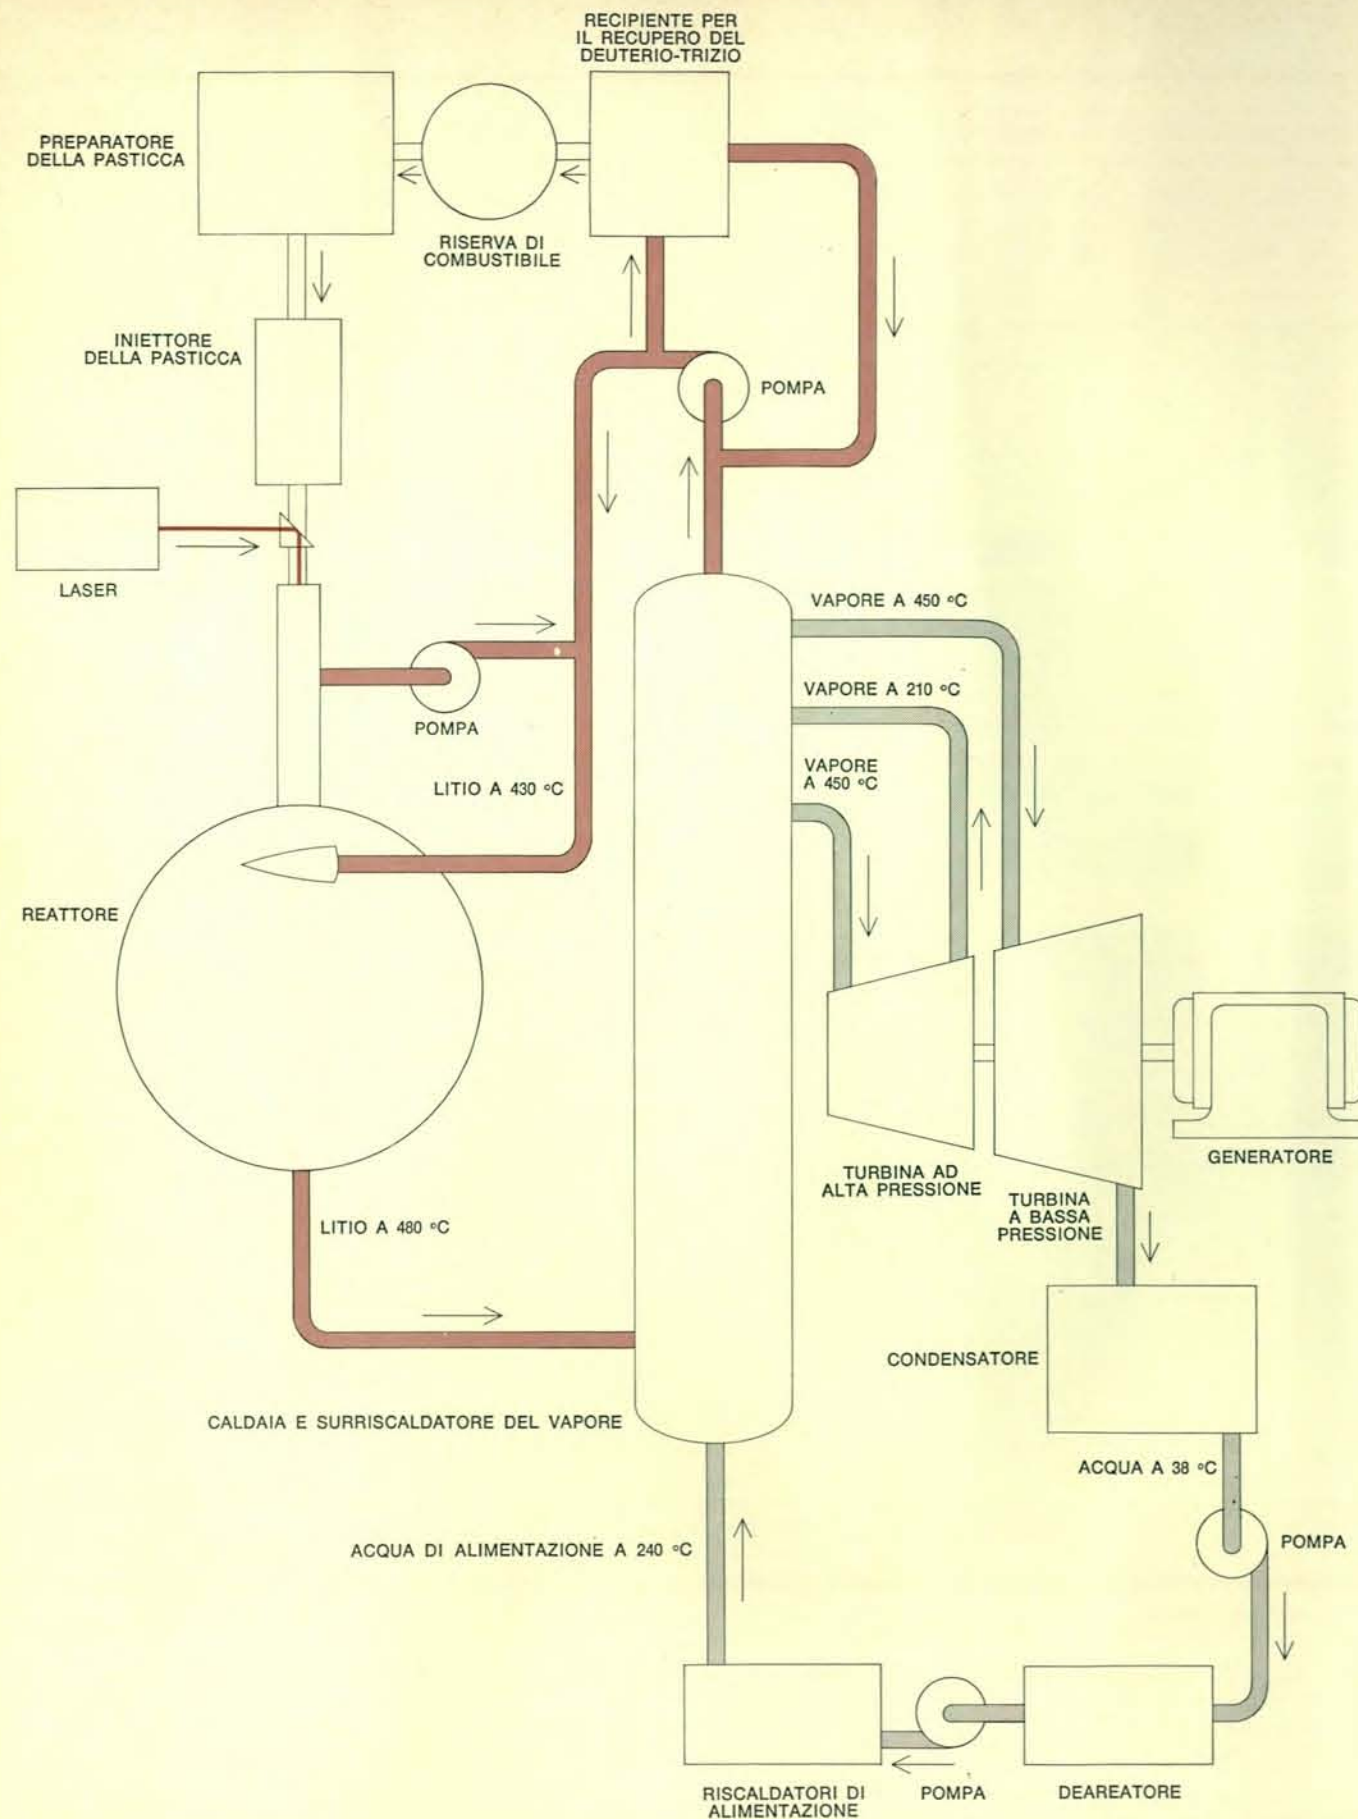 RECIPIENTE PER
IL RECUPERO DEL
DEUTERIO-TRIZIO
PREPARATORE
DELLA PASTICCA
RISERVA DI
COMBUSTIBILE
INIETTORE
DELLA PASTICCA
POMPA
LASER
VAPORE A 450 °C
VAPORE A 210 °C
POMPA
VAPORE
A 450 °C
LITIO A 430 °C
REATTORE
GENERATORE
TURBINA AD
ALTA PRESSIONE
TURBINA
A BASSA
PRESSIONE
LITIO A 480 °C
CONDENSATORE
CALDAIA E SURRISCALDATORE DEL VAPORE
ACQUA A 38 °C
ACQUA DI ALIMENTAZIONE A 240 °C
POMPA
RISCALDATORI DI
ALIMENTAZIONE
POMPA
DEAREATORE